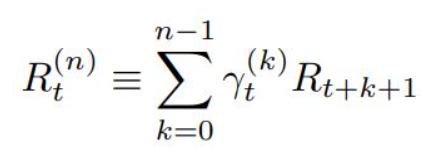 $R_t^{(n)} \equiv \sum_{k=0}^{n-1} \gamma_t^{(k)} R_{t+k+1}$